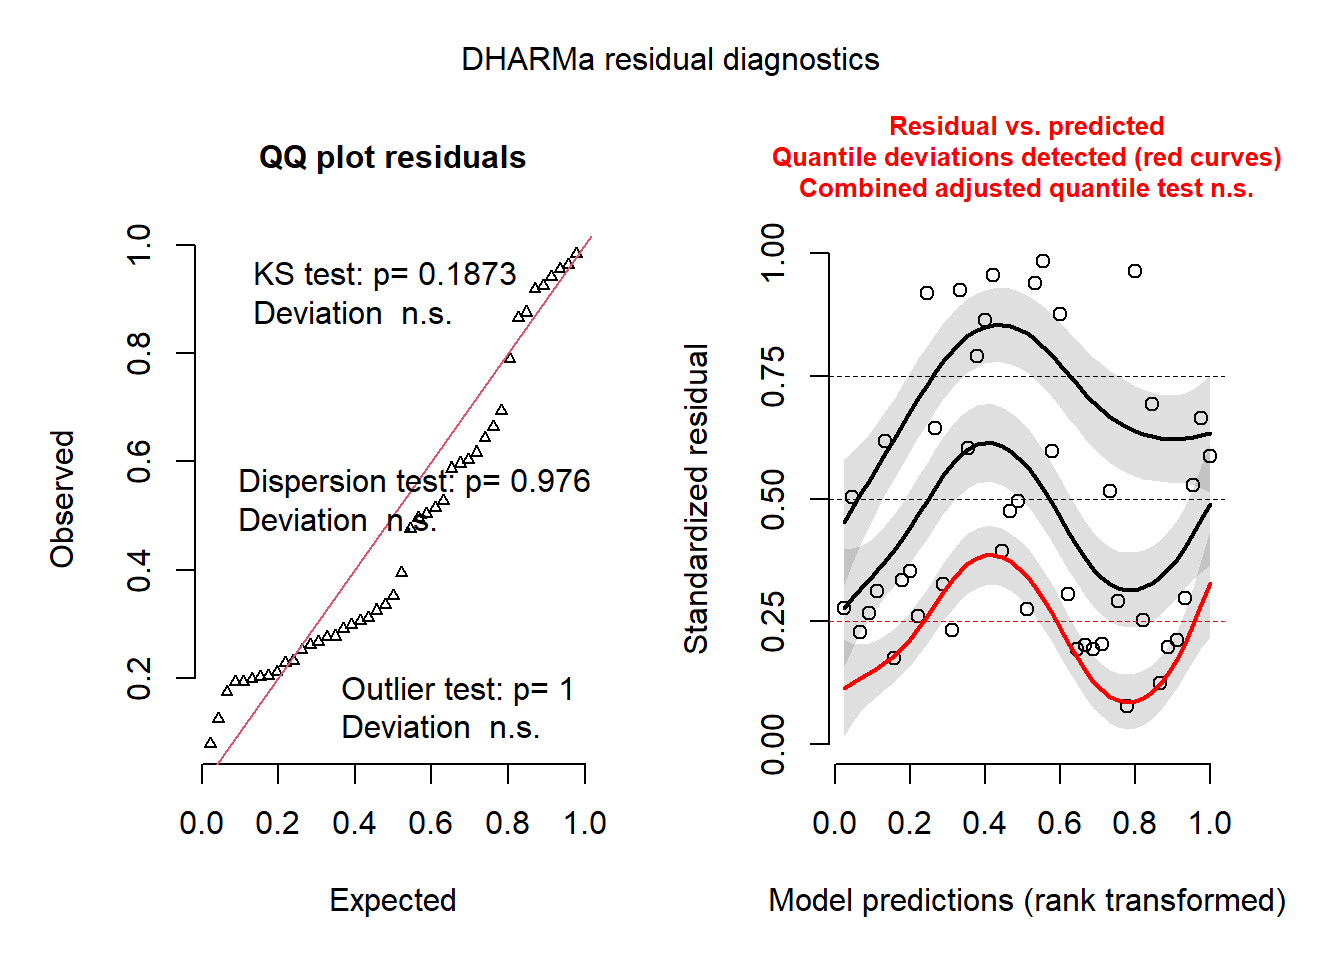 DHARMa residual diagnostics
QQ plot residuals
KS test: p= 0.1873
Deviation  n.s.
Dispersion test: p= 0.976
Deviation  n.s.
Outlier test: p= 1
Deviation  n.s.
Observed
0.2
0.4
0.6
0.8
1.0
0.0 0.2 0.4 0.6 0.8 1.0
Expected
Residual vs. predicted
Quantile deviations detected (red curves)
Combined adjusted quantile test n.s.
Standardized residual
0.00
0.25
0.50
0.75
1.00
0.0 0.2 0.4 0.6 0.8 1.0
Model predictions (rank transformed)